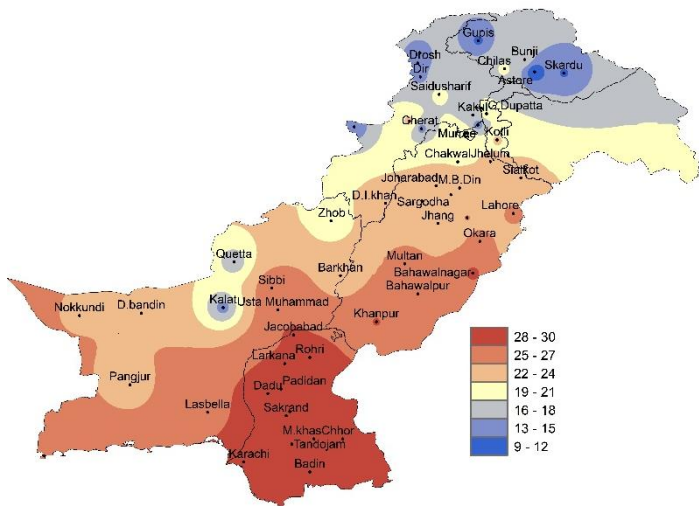 Gupis
Drosh
Bunji
Dir
Chilas
Skardu
Astore
Saidusharif
Kakul
G.Dupatta
Cherat
Murree
Kotli
Chakwal
Jhelum
Sialkot
Joharabad
M.B.Din
D.I.khan
Sargodha
Lahore
Zhob
Jhang
Okara
Quetta
Multan
Barkhan
Bahawalnagar
Sibbi
Bahawalpur
Nokkundi
D.bandin
Kalat
Usta Muhammad
Khanpur
Jacobabad
28 - 30
Rohri
25 - 27
Larkana
22 - 24
Pangjur
Dadu
Padidan
19 - 21
Lasbella
Sakrand
16 - 18
M.khas
Chhor
13 - 15
Tandojam
9 - 12
Karachi
Badin